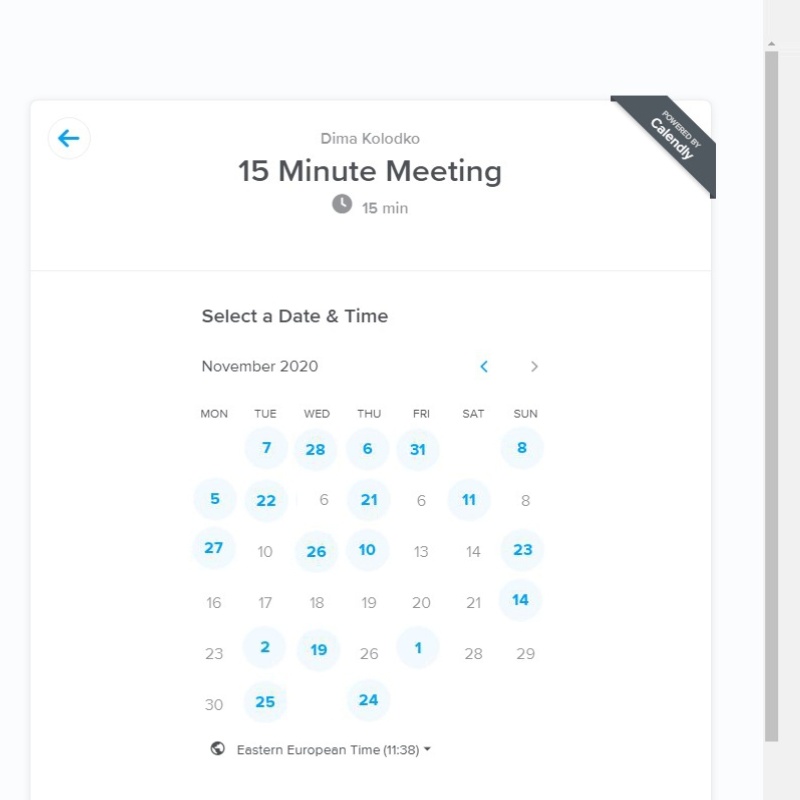 POWERED BY
Calendly
Dima Kolodko
15 Minute Meeting
15 min
Select a Date & Time
November 2020
MON TUE WED THU FRI SAT SUN
7 28 6 31 8
5 22 6 21 6 11 8
27 10 26 10 13 14 23
16 17 18 19 20 21 14
23 2 19 26 1 28 29
30 25 24
Eastern European Time (11:38)